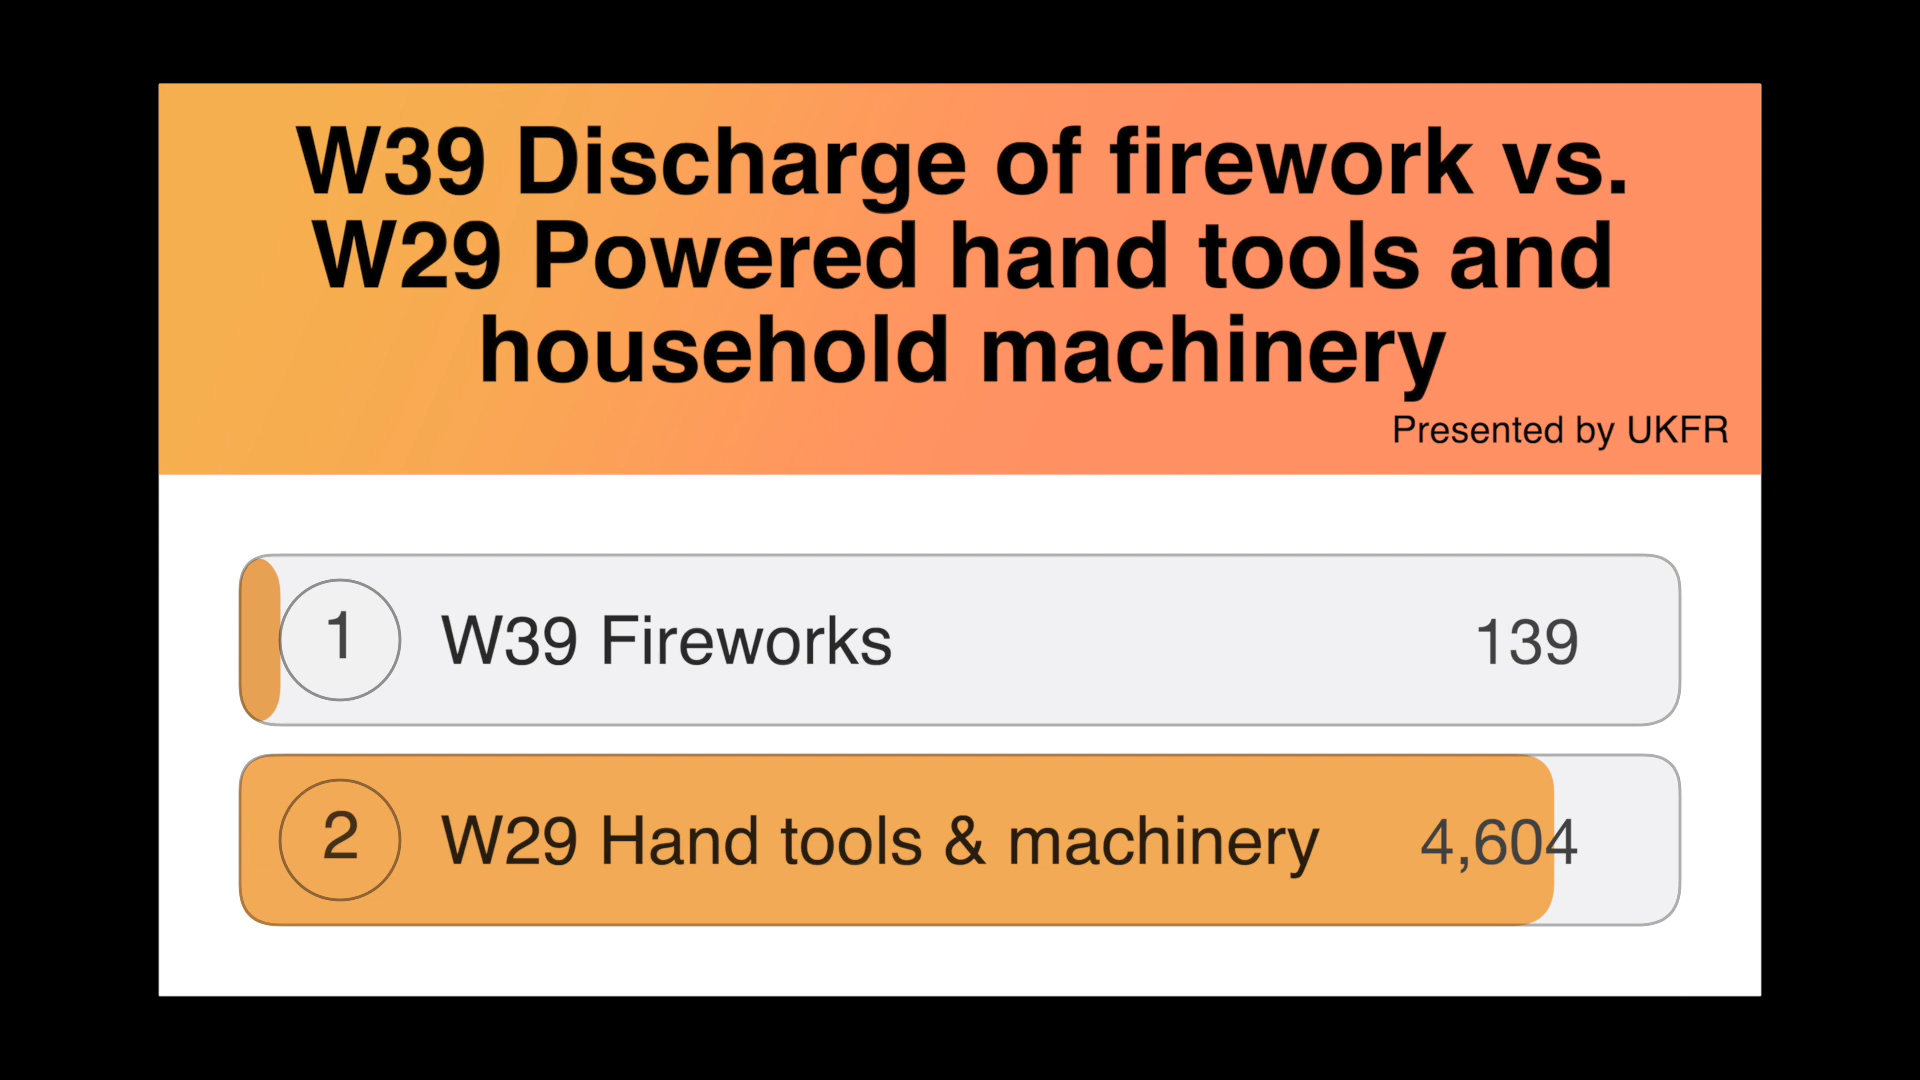 W39 Discharge of firework vs.
W29 Powered hand tools and
household machinery
Presented by UKFR
1 W39 Fireworks 139
2 W29 Hand tools & machinery 4,604